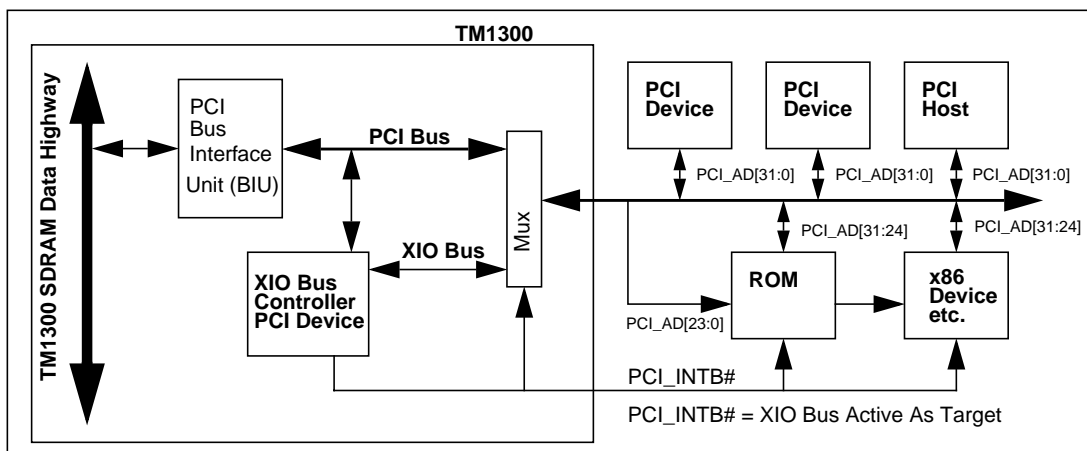 TM1300
TM1300 SDRAM Data Highway
PCI
Bus
Interface
Unit (BIU)
PCI Bus
XIO Bus
XIO Bus
Controller
PCI Device
Mux
PCI
Device
PCI
Device
PCI
Host
PCI_AD[31:0]
PCI_AD[31:0]
PCI_AD[31:0]
PCI_AD[31:24]
PCI_AD[31:24]
ROM
x86
Device
etc.
PCI_AD[23:0]
PCI_INTB#
PCI_INTB# = XIO Bus Active As Target